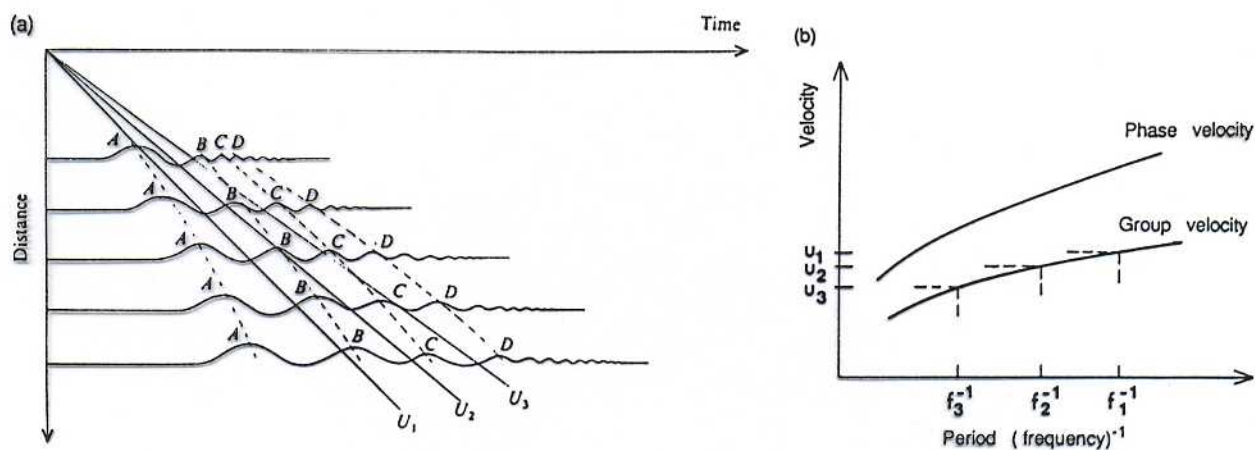 (a)
Time
Distance
A B C D
A B C D
A B C D
A B C D
A B C D
U₁ U₂ U₃
(b)
Velocity
Phase velocity
Group velocity
U₁
U₂
U₃
f₃⁻¹ f₂⁻¹ f₁⁻¹
Period (frequency)⁻¹